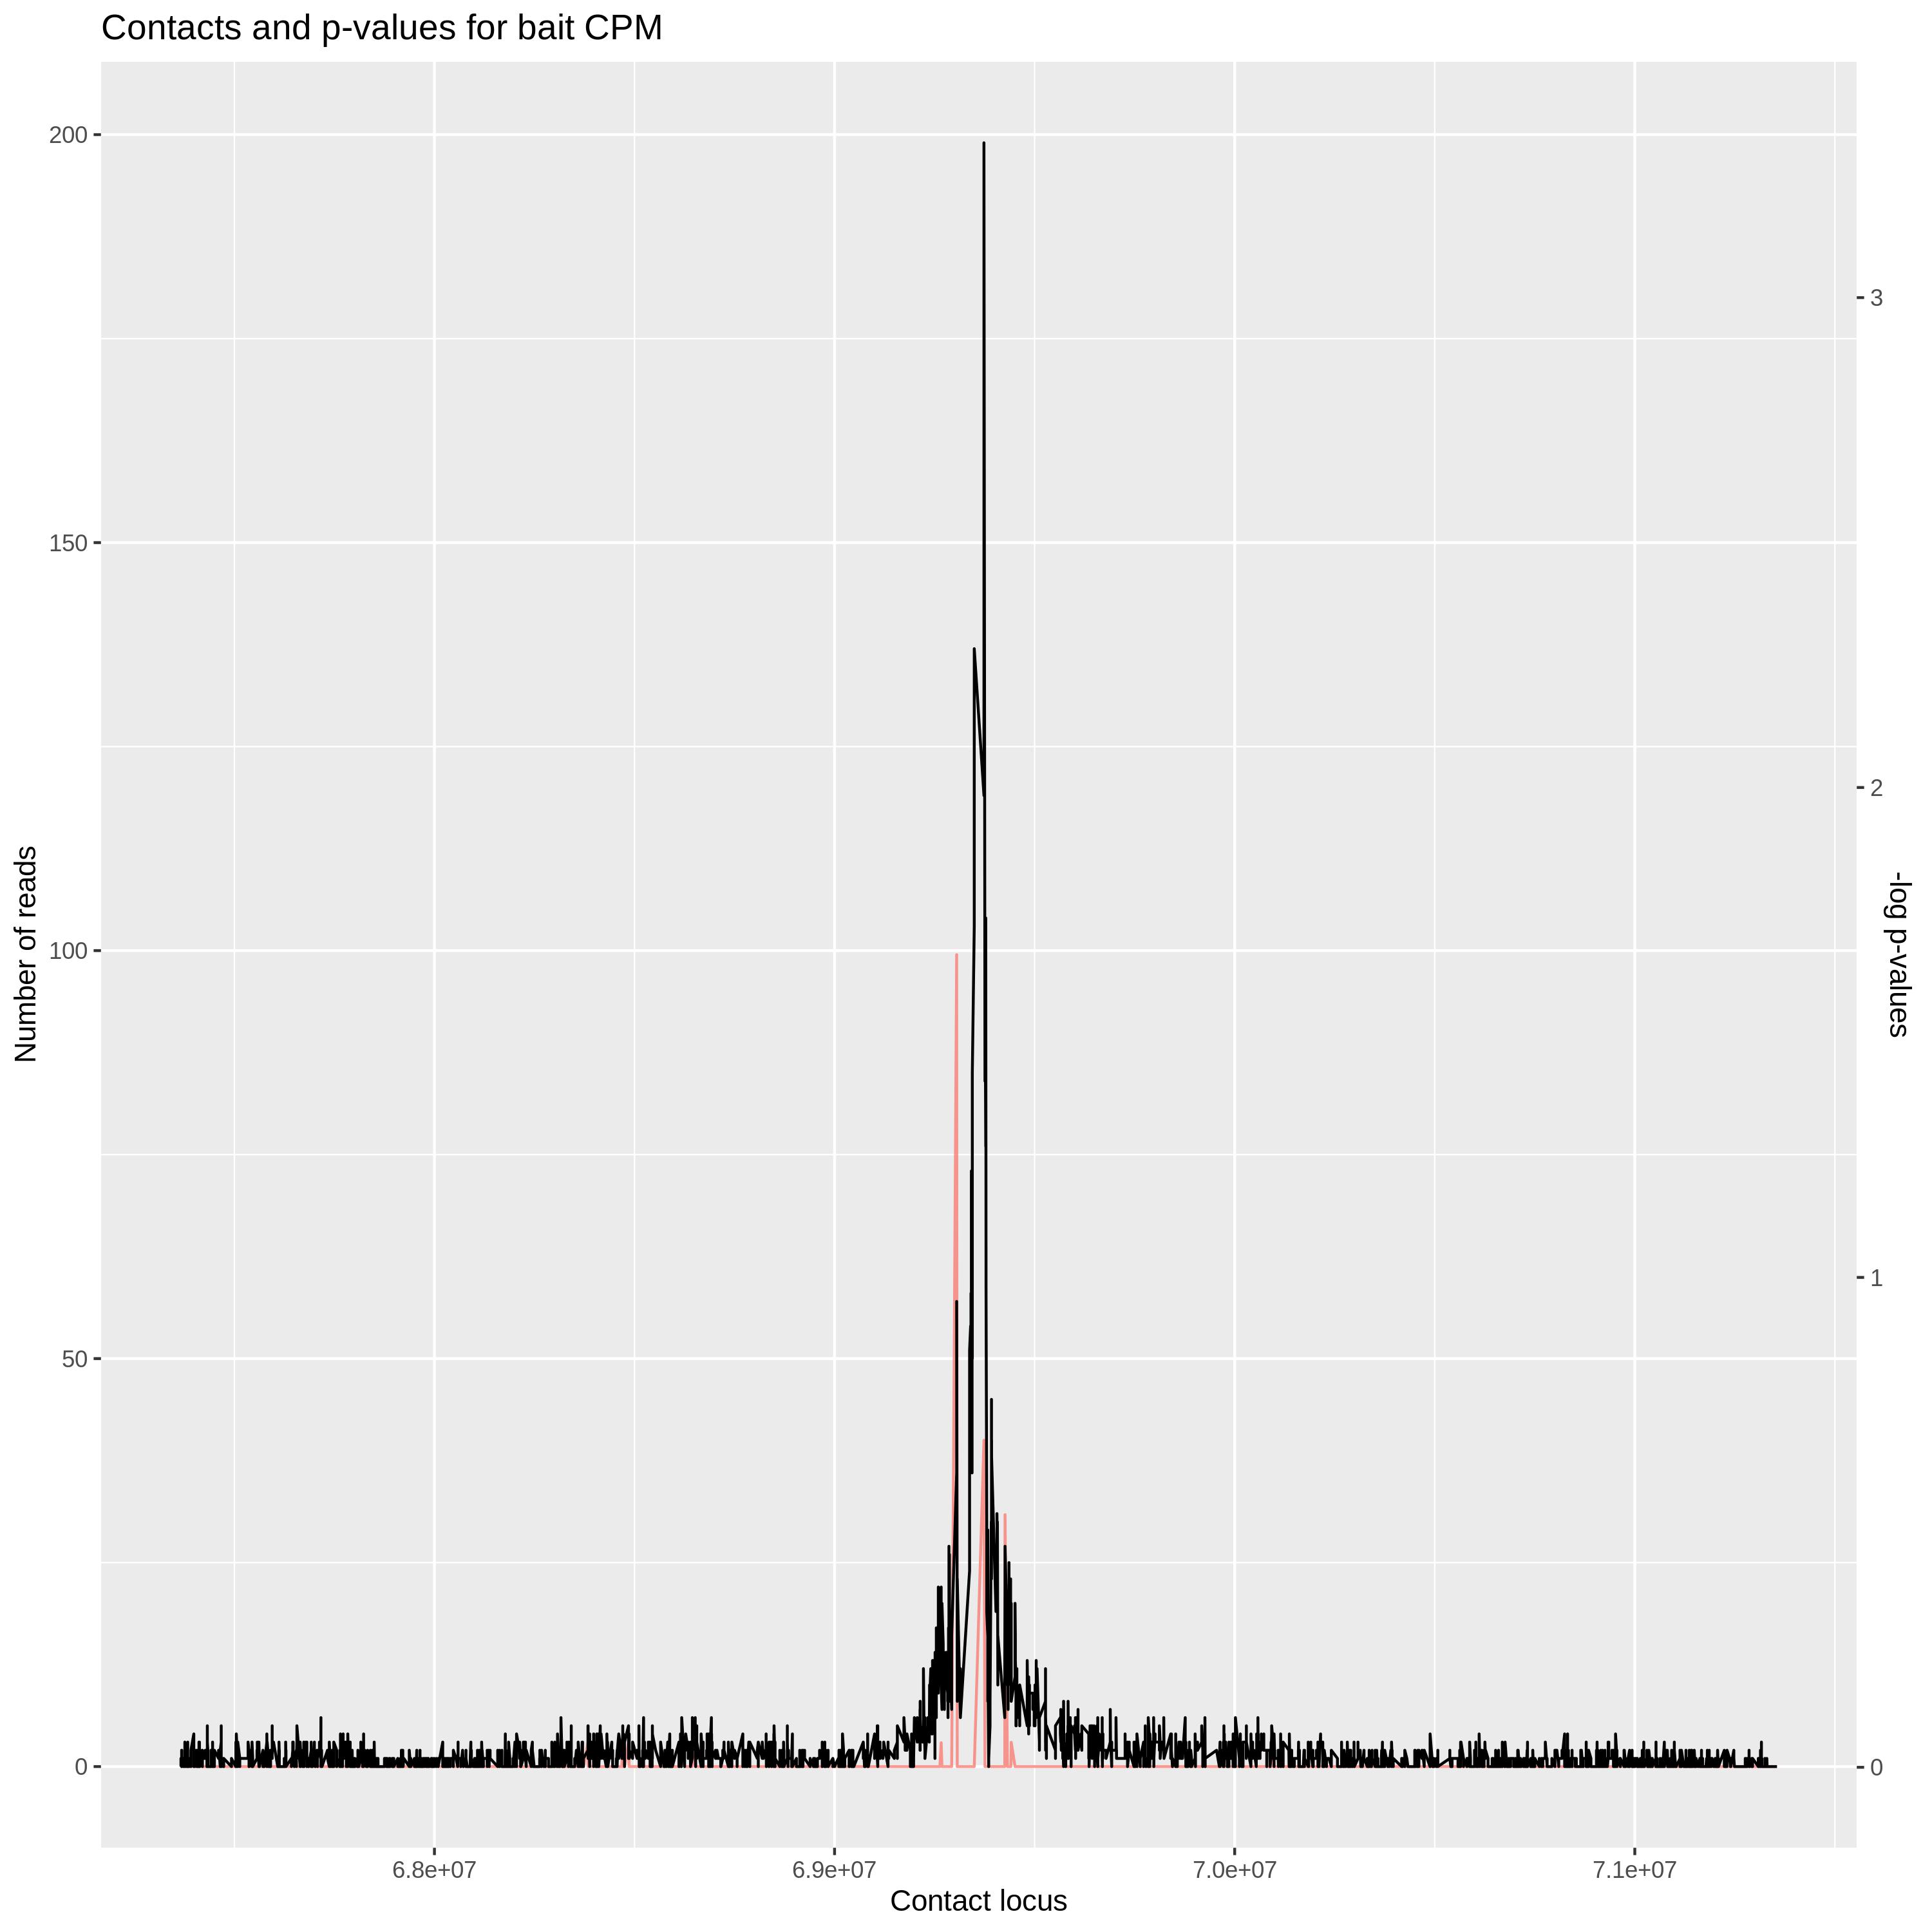 Contacts and p-values for bait CPM
200
150
100
50
0
Number of reads
3
2
1
0
-log p-values
6.8e+07
6.9e+07
7.0e+07
7.1e+07
Contact locus